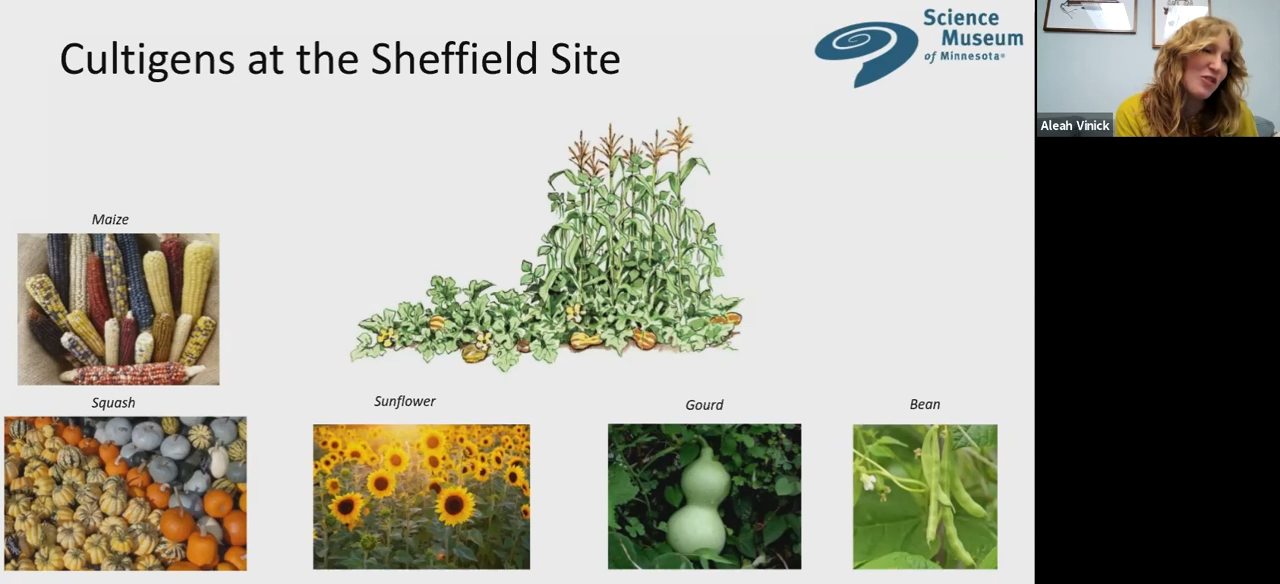 Cultigens at the Sheffield Site
Science
Museum
of Minnesota®
Aleah Vinick
Maize
Squash
Sunflower
Gourd
Bean